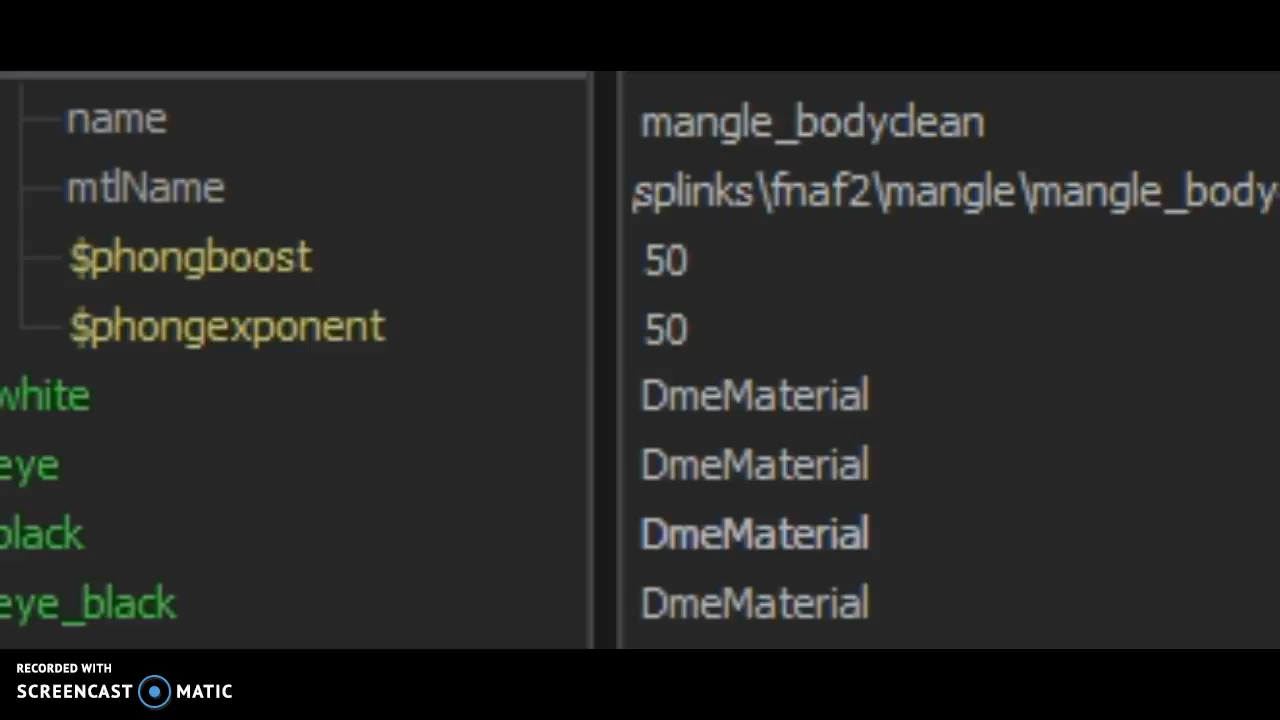 name mangle_bodyclean
mtlName splinks\fnaf2\mangle\mangle_body
$phongboost 50
$phongexponent 50
white DmeMaterial
eye DmeMaterial
black DmeMaterial
eye_black DmeMaterial
RECORDED WITH
SCREENCAST MATIC